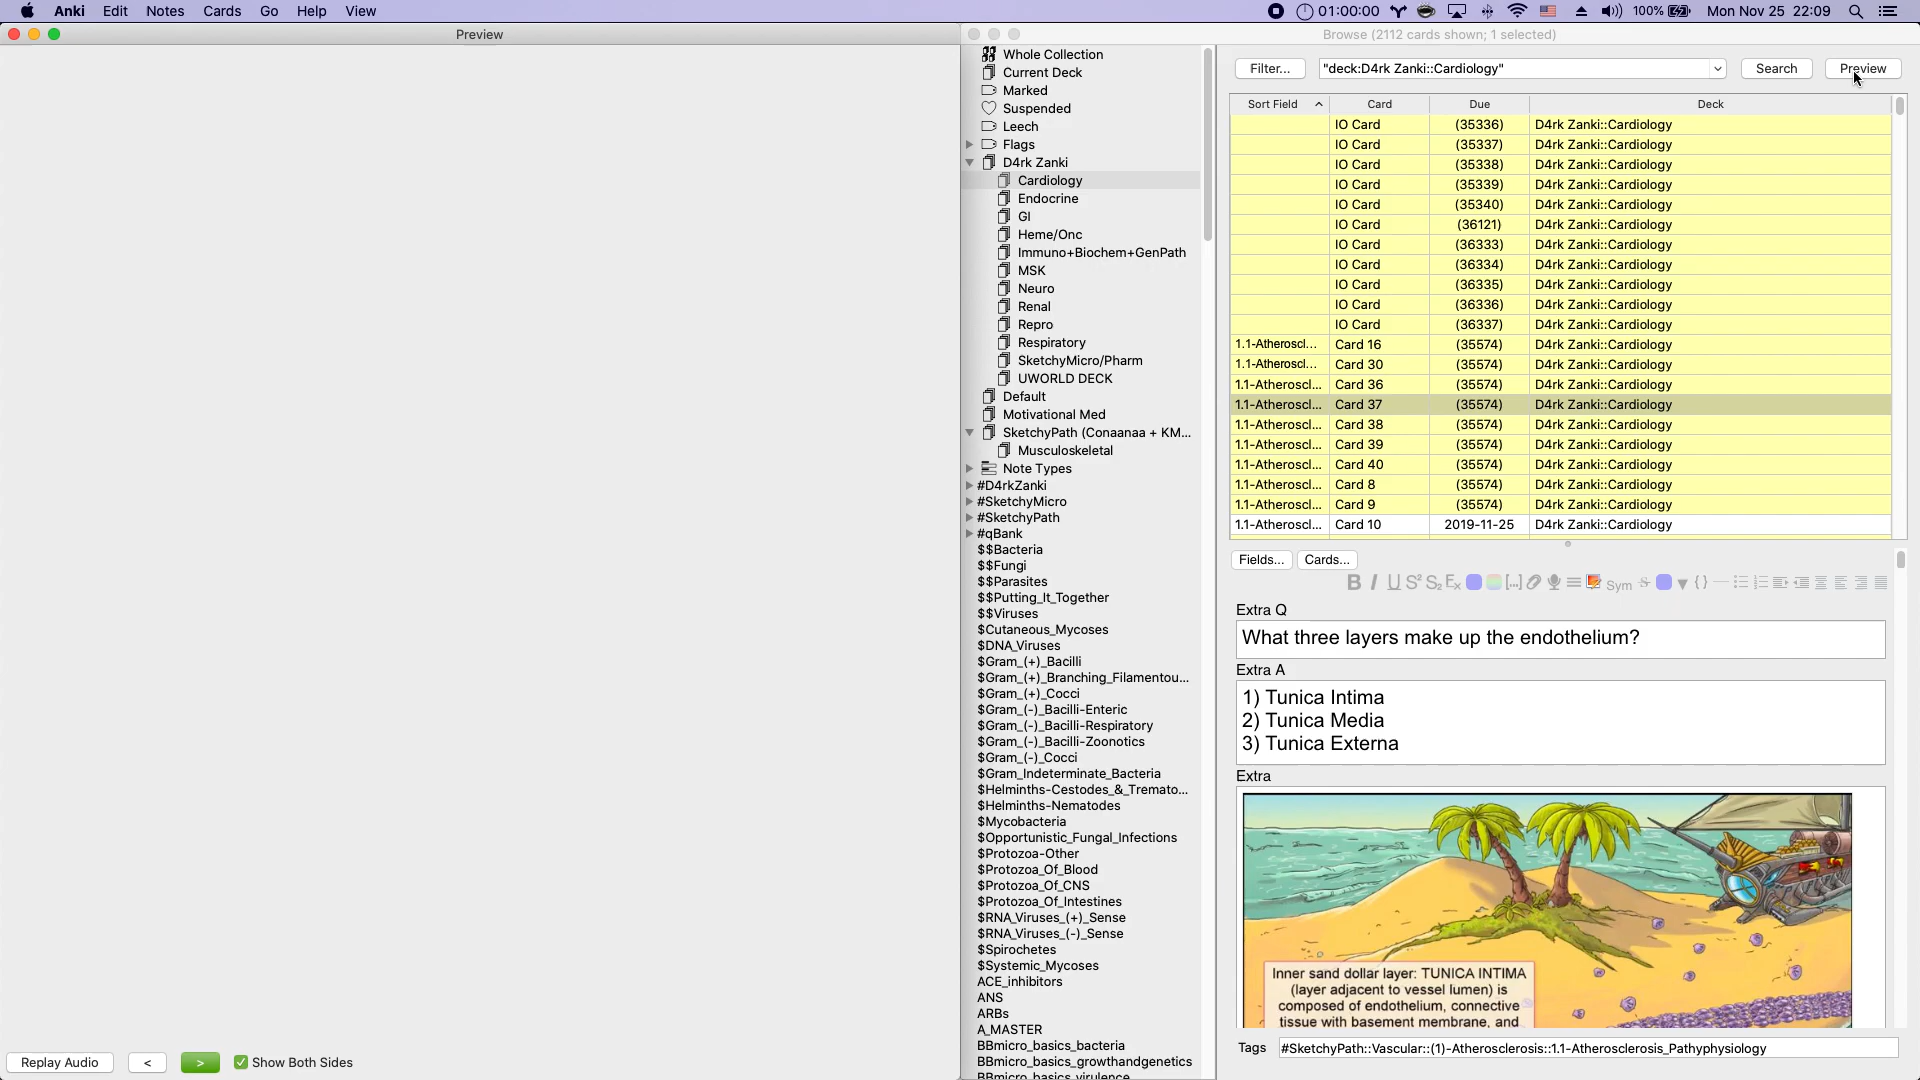 Anki Edit Notes Cards Go Help View 01:00:00 100% Mon Nov 25 22:09
Preview
Browse (2112 cards shown; 1 selected)
Whole Collection
Current Deck
Marked
Suspended
Leech
Flags
D4rk Zanki
Cardiology
Endocrine
GI
Heme/Onc
Immuno+Biochem+GenPath
MSK
Neuro
Renal
Repro
Respiratory
SketchyMicro/Pharm
UWORLD DECK
Default
Motivational Med
SketchyPath (Conaanaa + KM...
Musculoskeletal
Note Types
#D4rkZanki
#SketchyMicro
#SketchyPath
#qBank
$$Bacteria
$$Fungi
$$Parasites
$$Putting_It_Together
$$Viruses
$Cutaneous_Mycoses
$DNA_Viruses
$Gram_(+)_Bacilli
$Gram_(+)_Branching_Filamentou...
$Gram_(+)_Cocci
$Gram_(-)_Bacilli-Enteric
$Gram_(-)_Bacilli-Respiratory
$Gram_(-)_Bacilli-Zoonotics
$Gram_(-)_Cocci
$Gram_Indeterminate_Bacteria
$Helminths-Cestodes_&_Tremato...
$Helminths-Nematodes
$Mycobacteria
$Opportunistic_Fungal_Infections
$Protozoa-Other
$Protozoa_Of_Blood
$Protozoa_Of_CNS
$Protozoa_Of_Intestines
$RNA_Viruses_(+)_Sense
$RNA_Viruses_(-)_Sense
$Spirochetes
$Systemic_Mycoses
ACE_inhibitors
ANS
ARBs
A_MASTER
BBmicro_basics_bacteria
BBmicro_basics_growthandgenetics
BBmicro_basics_virulence
Filter... "deck:D4rk Zanki::Cardiology" Search Preview
Sort Field Card Due Deck
IO Card (35336) D4rk Zanki::Cardiology
IO Card (35337) D4rk Zanki::Cardiology
IO Card (35338) D4rk Zanki::Cardiology
IO Card (35339) D4rk Zanki::Cardiology
IO Card (35340) D4rk Zanki::Cardiology
IO Card (36121) D4rk Zanki::Cardiology
IO Card (36333) D4rk Zanki::Cardiology
IO Card (36334) D4rk Zanki::Cardiology
IO Card (36335) D4rk Zanki::Cardiology
IO Card (36336) D4rk Zanki::Cardiology
IO Card (36337) D4rk Zanki::Cardiology
1.1-Atheroscl... Card 16 (35574) D4rk Zanki::Cardiology
1.1-Atheroscl... Card 30 (35574) D4rk Zanki::Cardiology
1.1-Atheroscl... Card 36 (35574) D4rk Zanki::Cardiology
1.1-Atheroscl... Card 37 (35574) D4rk Zanki::Cardiology
1.1-Atheroscl... Card 38 (35574) D4rk Zanki::Cardiology
1.1-Atheroscl... Card 39 (35574) D4rk Zanki::Cardiology
1.1-Atheroscl... Card 40 (35574) D4rk Zanki::Cardiology
1.1-Atheroscl... Card 8 (35574) D4rk Zanki::Cardiology
1.1-Atheroscl... Card 9 (35574) D4rk Zanki::Cardiology
1.1-Atheroscl... Card 10 2019-11-25 D4rk Zanki::Cardiology
Fields... Cards...
B I U S² S₂ Ex [...] Sym S { }
Extra Q
What three layers make up the endothelium?
Extra A
1) Tunica Intima
2) Tunica Media
3) Tunica Externa
Extra
Inner sand dollar layer: TUNICA INTIMA
(layer adjacent to vessel lumen) is
composed of endothelium, connective
tissue with basement membrane, and
Tags #SketchyPath::Vascular::(1)-Atherosclerosis::1.1-Atherosclerosis_Pathyphysiology
Replay Audio < > Show Both Sides